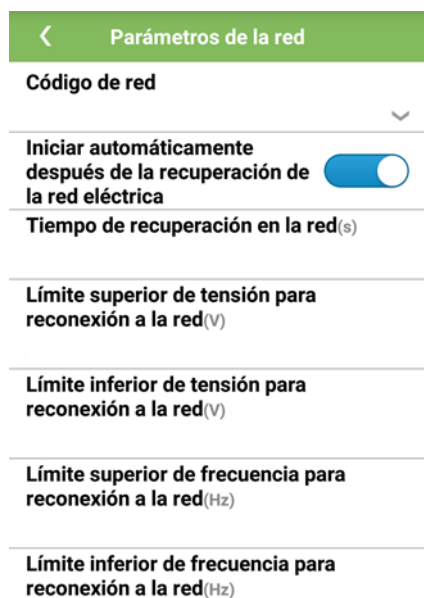 Parámetros de la red
Código de red
Iniciar automáticamente
después de la recuperación de
la red eléctrica
Tiempo de recuperación en la red(s)
Límite superior de tensión para
reconexión a la red(V)
Límite inferior de tensión para
reconexión a la red(V)
Límite superior de frecuencia para
reconexión a la red(Hz)
Límite inferior de frecuencia para
reconexión a la red(Hz)